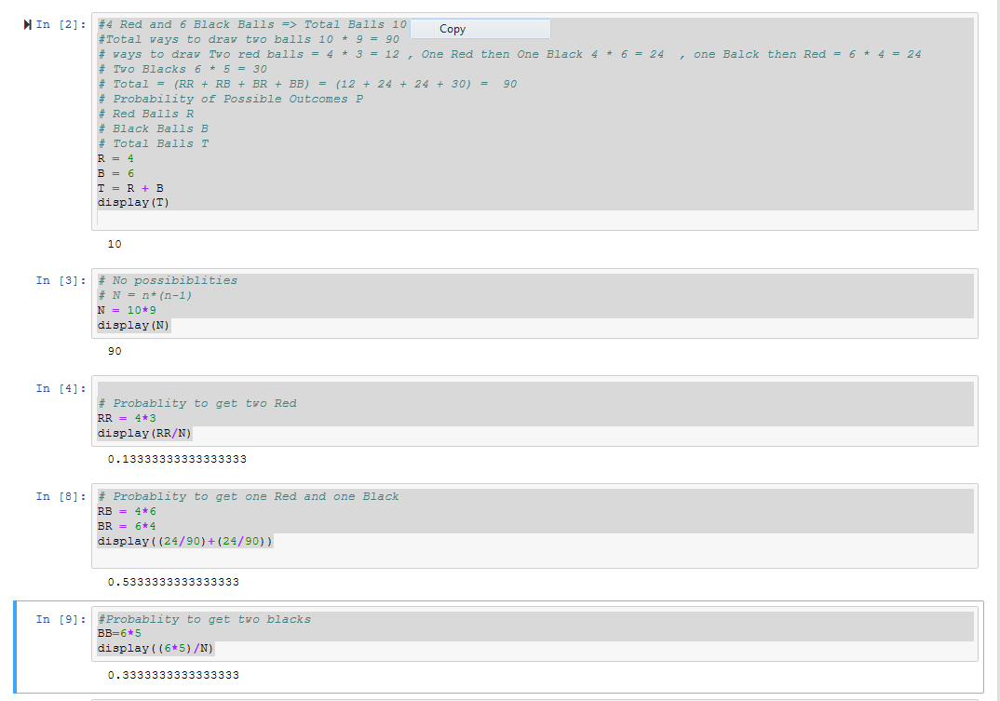 In [2]:
#4 Red and 6 Black Balls => Total Balls 10
Copy
#Total ways to draw two balls 10 * 9 = 90
# ways to draw Two red balls = 4 * 3 = 12 , One Red then One Black 4 * 6 = 24  , one Balck then Red = 6 * 4 = 24
# Two Blacks 6 * 5 = 30
# Total = (RR + RB + BR + BB) = (12 + 24 + 24 + 30) =  90
# Probability of Possible Outcomes P
# Red Balls R
# Black Balls B
# Total Balls T
R = 4
B = 6
T = R + B
display(T)
10
In [3]:
# No possibiblities
# N = n*(n-1)
N = 10*9
display(N)
90
In [4]:
# Probablity to get two Red
RR = 4*3
display(RR/N)
0.13333333333333333
In [8]:
# Probablity to get one Red and one Black
RB = 4*6
BR = 6*4
display((24/90)+(24/90))
0.5333333333333333
In [9]:
#Probablity to get two blacks
BB=6*5
display((6*5)/N)
0.3333333333333333